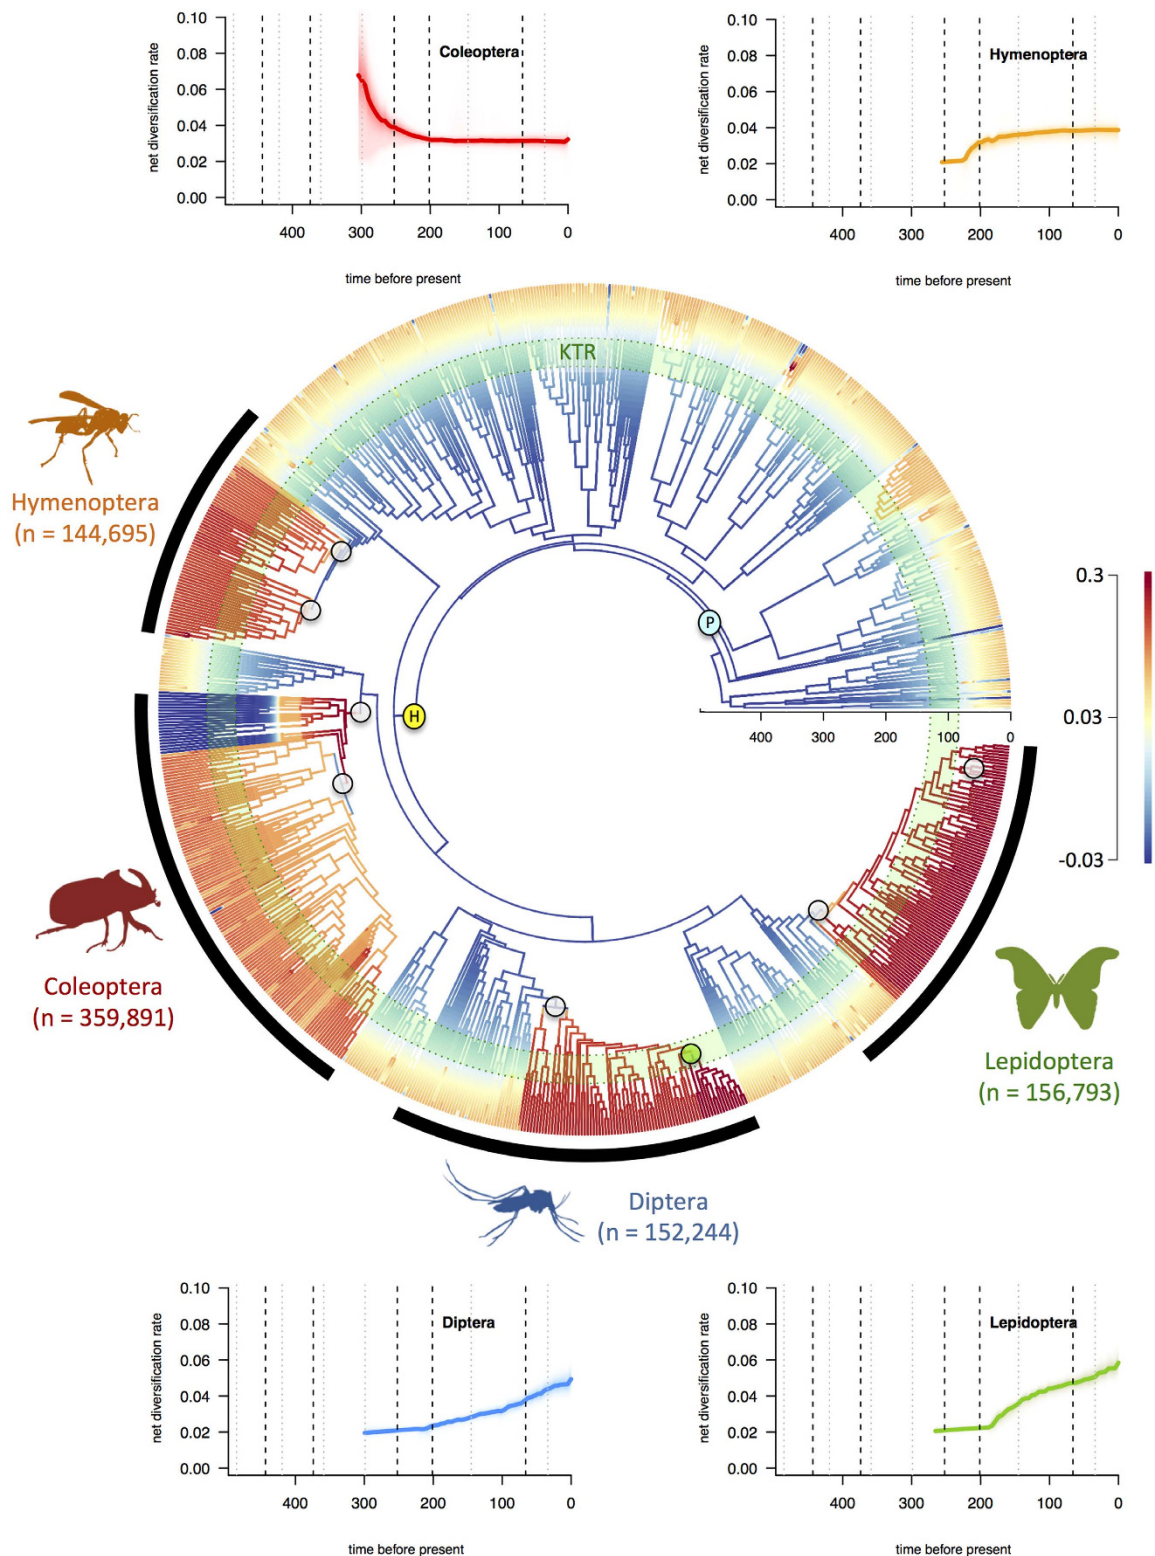 0.10
0.08
0.06
0.04
0.02
0.00
net diversification rate
Coleoptera
400
300
200
100
0
time before present
0.10
0.08
0.06
0.04
0.02
0.00
net diversification rate
Hymenoptera
400
300
200
100
0
time before present
KTR
Hymenoptera
(n = 144,695)
P
H
400
300
200
100
0
0.3
0.03
-0.03
Coleoptera
(n = 359,891)
Lepidoptera
(n = 156,793)
Diptera
(n = 152,244)
0.10
0.08
0.06
0.04
0.02
0.00
net diversification rate
Diptera
400
300
200
100
0
time before present
0.10
0.08
0.06
0.04
0.02
0.00
net diversification rate
Lepidoptera
400
300
200
100
0
time before present